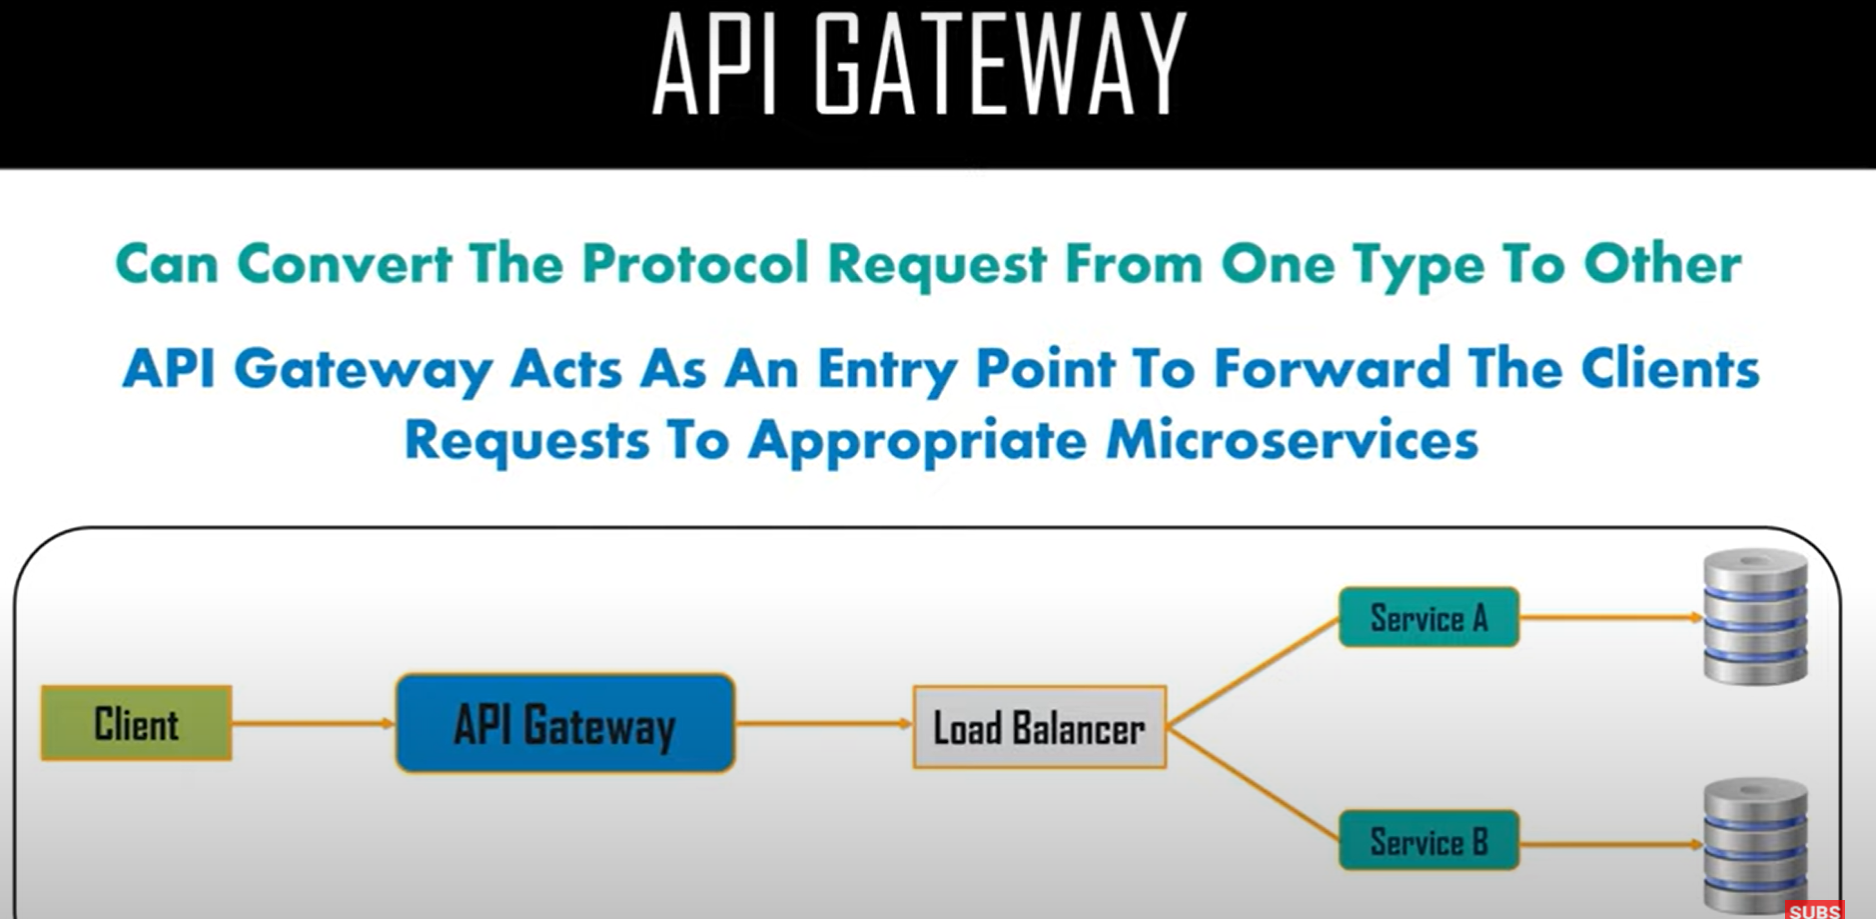 API GATEWAY
Can Convert The Protocol Request From One Type To Other
API Gateway Acts As An Entry Point To Forward The Clients
Requests To Appropriate Microservices
Service A
Client
API Gateway
Load Balancer
Service B
SUBS